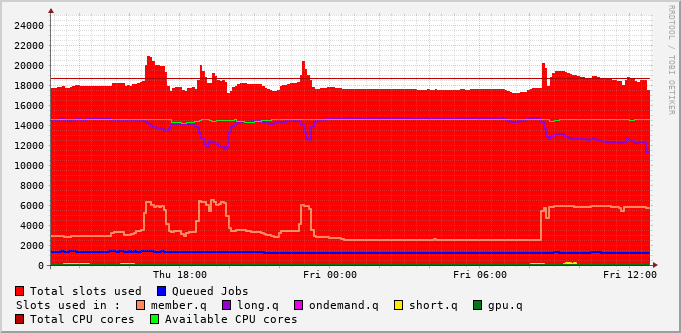 RRDTOOL / TOBI OETIKER
24000
22000
20000
18000
16000
14000
12000
10000
8000
6000
4000
2000
0
Thu 18:00 Fri 00:00 Fri 06:00 Fri 12:00
Total slots used Queued Jobs
Slots used in : member.q long.q ondemand.q short.q gpu.q
Total CPU cores Available CPU cores